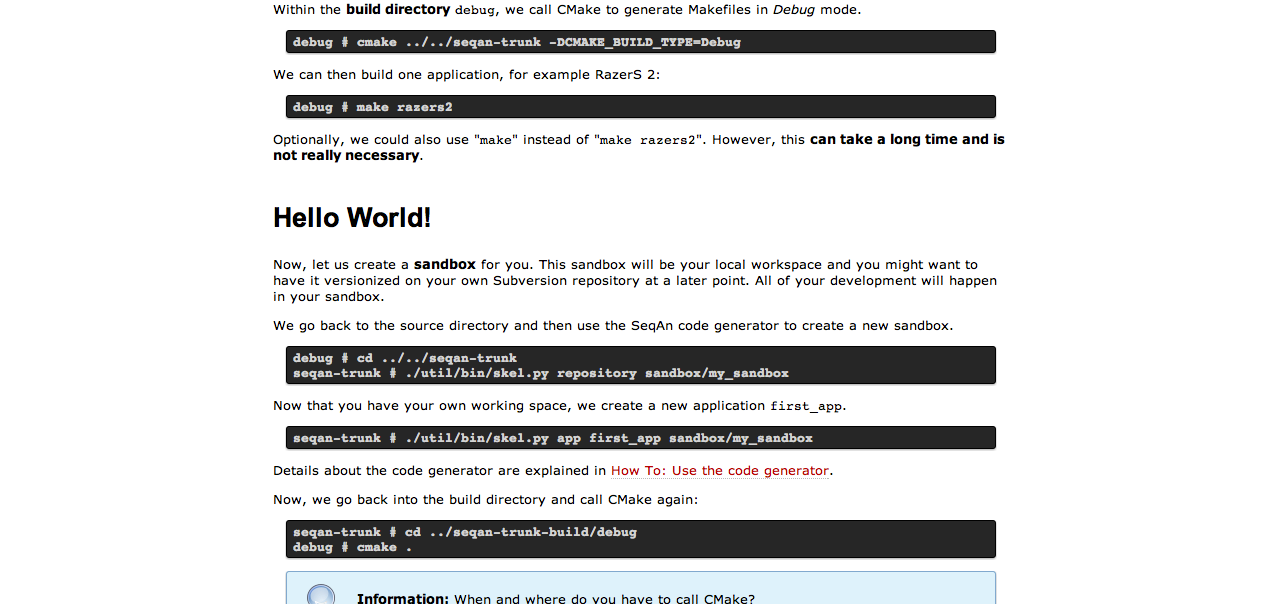 Within the build directory debug, we call CMake to generate Makefiles in Debug mode.
debug # cmake ../../seqan-trunk -DCMAKE_BUILD_TYPE=Debug
We can then build one application, for example RazerS 2:
debug # make razers2
Optionally, we could also use "make" instead of "make razers2". However, this can take a long time and is
not really necessary.
Hello World!
Now, let us create a sandbox for you. This sandbox will be your local workspace and you might want to
have it versionized on your own Subversion repository at a later point. All of your development will happen
in your sandbox.
We go back to the source directory and then use the SeqAn code generator to create a new sandbox.
debug # cd ../../seqan-trunk
seqan-trunk # ./util/bin/skel.py repository sandbox/my_sandbox
Now that you have your own working space, we create a new application first_app.
seqan-trunk # ./util/bin/skel.py app first_app sandbox/my_sandbox
Details about the code generator are explained in How To: Use the code generator.
Now, we go back into the build directory and call CMake again:
seqan-trunk # cd ../seqan-trunk-build/debug
debug # cmake .
Information: When and where do you have to call CMake?